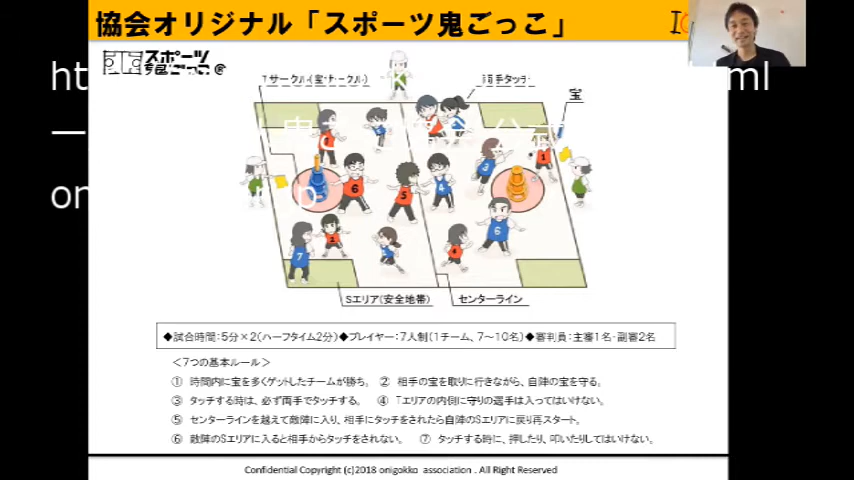 協会オリジナル「スポーツ鬼ごっこ」
スポーツ
鬼ごっこ®
Tサークル(宝サークル)
両手タッチ
宝
ht ml
on
1
6
5
4
3
1
7
6
Sエリア(安全地帯)
センターライン
◆試合時間：5分×2(ハーフタイム2分)◆プレイヤー：7人制(1チーム、7～10名)◆審判員：主審1名・副審2名
＜7つの基本ルール＞
① 時間内に宝を多くゲットしたチームが勝ち。 ② 相手の宝を取りに行きながら、自陣の宝を守る。
③ タッチする時は、必ず両手でタッチする。 ④ Tエリアの内側に守りの選手は入ってはいけない。
⑤ センターラインを越えて敵陣に入り、相手にタッチをされたら自陣のSエリアに戻り再スタート。
⑥ 敵陣のSエリアに入ると相手からタッチをされない。 ⑦ タッチする時に、押したり、叩いたりしてはいけない。
Confidential Copyright (c)2018 onigokko association . All Right Reserved